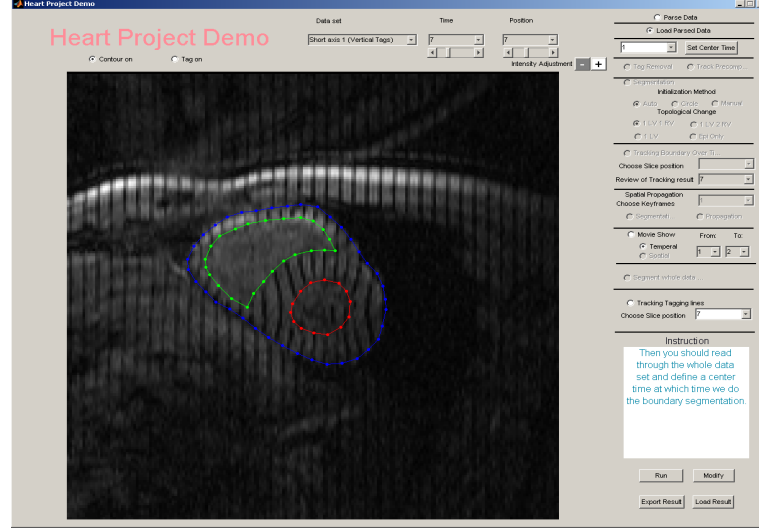 Heart Project Demo
Heart Project Demo
Data set
Time
Position
Short axis 1 (Vertical Tags)
7
7
Contour on
Tag on
Intensity Adjustment
-
+
Parse Data
Load Parsed Data
1
Set Center Time
Tag Removal
Track Precomp...
Segmentation
Initialization Method
Auto
Circle
Manual
Topological Change
1 LV 1 RV
1 LV 2 RV
1 LV
Epi Only
Tracking Boundary Over Ti...
Choose Slice position
Review of Tracking result
7
Spatial Propagation
Choose Keyframes
1
Segmentati...
Propagation
Movie Show
From:
To:
Temperal
1
2
Spatial
Segment whole data ...
Tracking Tagging lines
Choose Slice position
7
Instruction
Then you should read
through the whole data
set and define a center
time at which time we do
the boundary segmentation.
Run
Modify
Export Result
Load Result